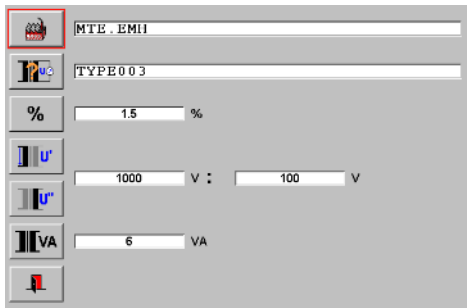 MTE.EMH
? U
TYPE003
% 1.5 %
U'
1000 V : 100 V
U"
VA 6 VA